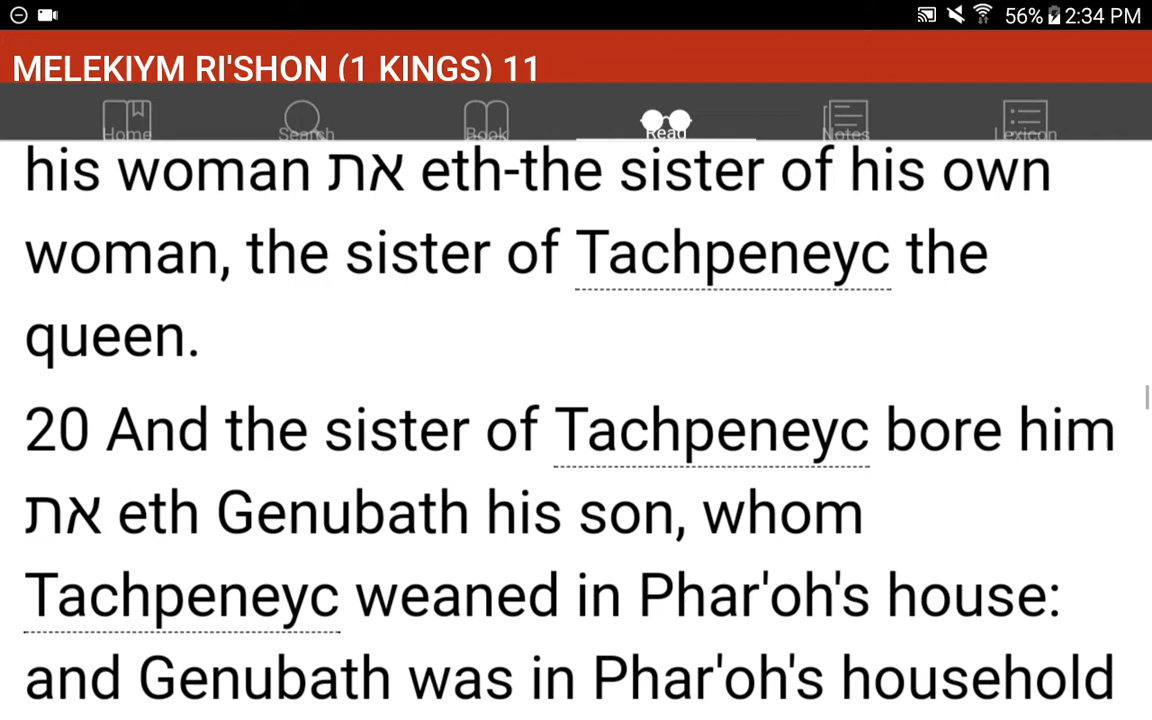 56% 2:34 PM
MELEKIYM RI'SHON (1 KINGS) 11
Home Search Book Read Notes Lexicon
his woman את eth-the sister of his own
woman, the sister of Tachpeneyc the
queen.
20 And the sister of Tachpeneyc bore him
את eth Genubath his son, whom
Tachpeneyc weaned in Phar'oh's house:
and Genubath was in Phar'oh's household